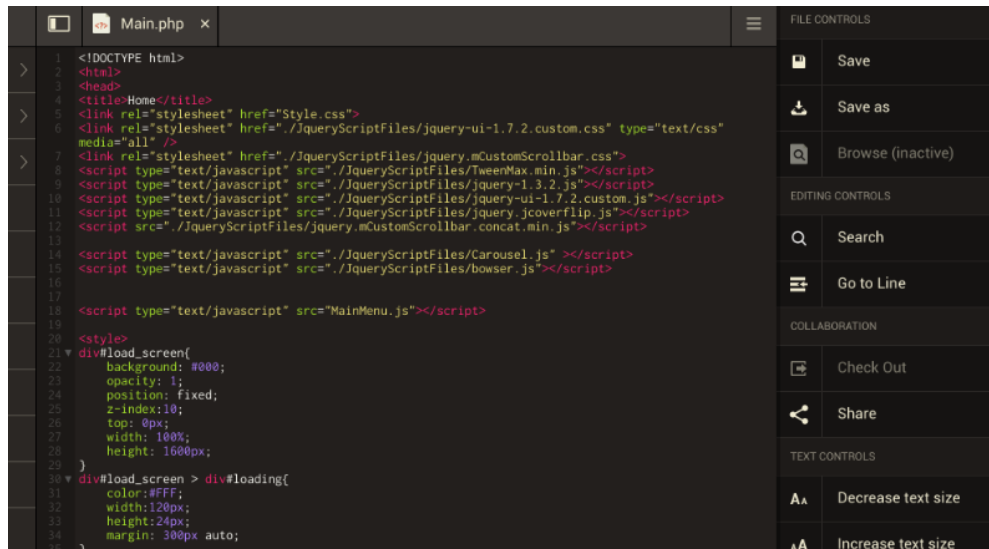 Main.php ×
1 <!DOCTYPE html>
2 <html>
3 <head>
4 <title>Home</title>
5 <link rel="stylesheet" href="Style.css">
6 <link rel="stylesheet" href="./JqueryScriptFiles/jquery-ui-1.7.2.custom.css" type="text/css"
media="all" />
7 <link rel="stylesheet" href="./JqueryScriptFiles/jquery.mCustomScrollbar.css">
8 <script type="text/javascript" src="./JqueryScriptFiles/TweenMax.min.js"></script>
9 <script type="text/javascript" src="./JqueryScriptFiles/jquery-1.3.2.js"></script>
10 <script type="text/javascript" src="./JqueryScriptFiles/jquery-ui-1.7.2.custom.js"></script>
11 <script type="text/javascript" src="./JqueryScriptFiles/jquery.jcoverflip.js"></script>
12 <script src="./JqueryScriptFiles/jquery.mCustomScrollbar.concat.min.js"></script>
13
14 <script type="text/javascript" src="./JqueryScriptFiles/Carousel.js" ></script>
15 <script type="text/javascript" src="./JqueryScriptFiles/bowser.js"></script>
16
17
18 <script type="text/javascript" src="MainMenu.js"></script>
19
20 <style>
21 div#load_screen{
22 background: #000;
23 opacity: 1;
24 position: fixed;
25 z-index:10;
26 top: 0px;
27 width: 100%;
28 height: 1600px;
29 }
30 div#load_screen > div#loading{
31 color:#FFF;
32 width:120px;
33 height:24px;
34 margin: 300px auto;
FILE CONTROLS
Save
Save as
Browse (inactive)
EDITING CONTROLS
Search
Go to Line
COLLABORATION
Check Out
Share
TEXT CONTROLS
Decrease text size
Increase text size